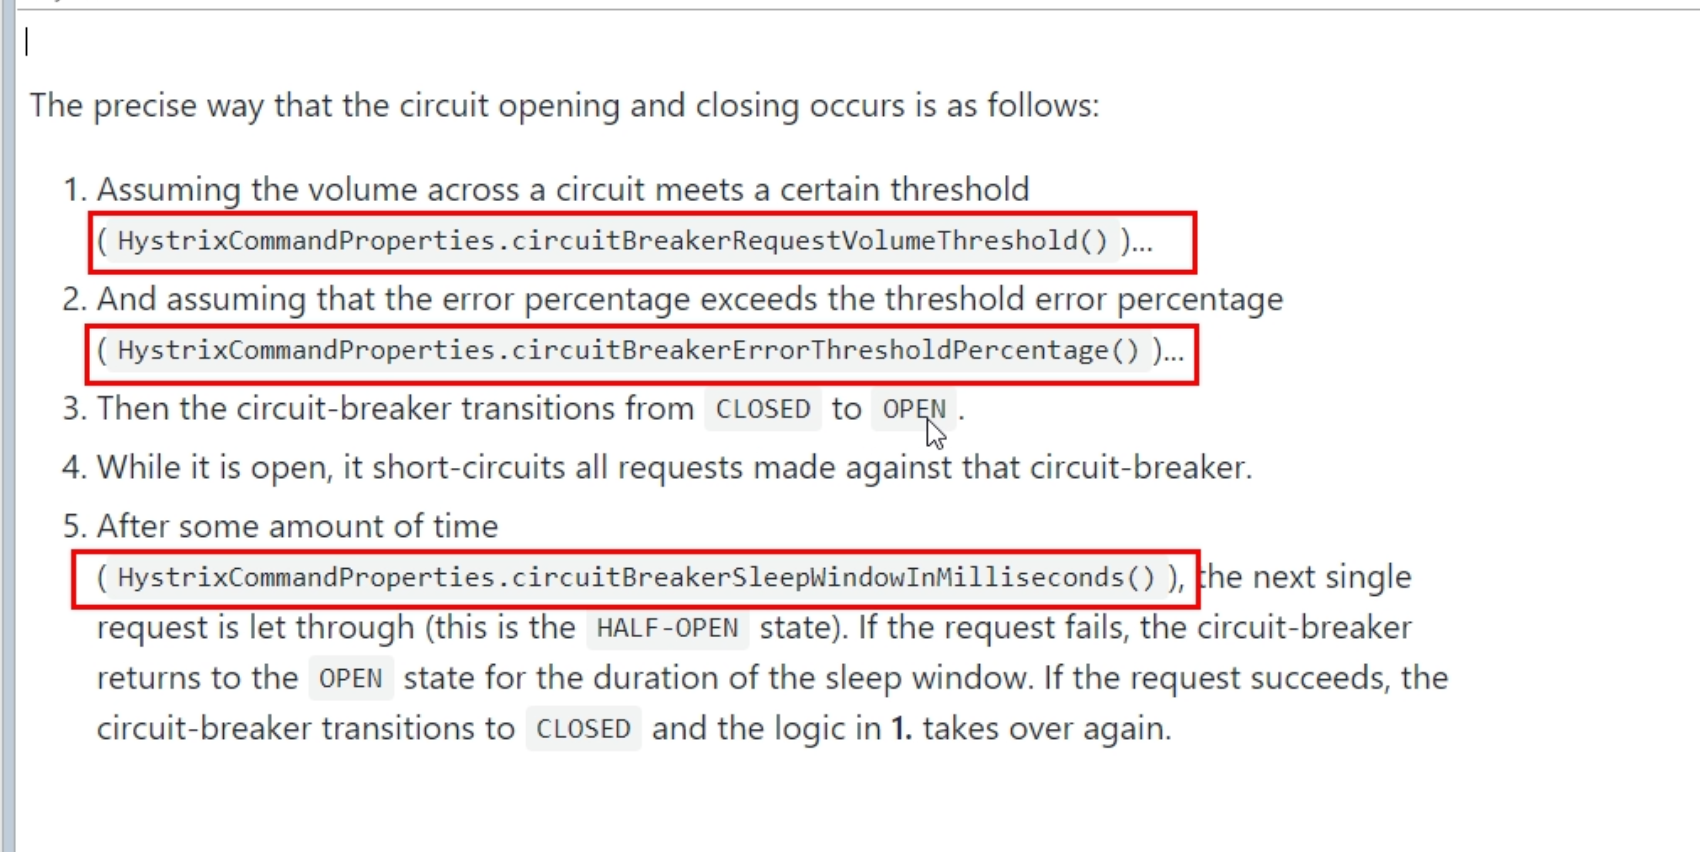 The precise way that the circuit opening and closing occurs is as follows:
1. Assuming the volume across a circuit meets a certain threshold
( HystrixCommandProperties.circuitBreakerRequestVolumeThreshold() )...
2. And assuming that the error percentage exceeds the threshold error percentage
( HystrixCommandProperties.circuitBreakerErrorThresholdPercentage() )...
3. Then the circuit-breaker transitions from CLOSED to OPEN.
4. While it is open, it short-circuits all requests made against that circuit-breaker.
5. After some amount of time
( HystrixCommandProperties.circuitBreakerSleepWindowInMilliseconds() ), the next single
request is let through (this is the HALF-OPEN state). If the request fails, the circuit-breaker
returns to the OPEN state for the duration of the sleep window. If the request succeeds, the
circuit-breaker transitions to CLOSED and the logic in 1. takes over again.